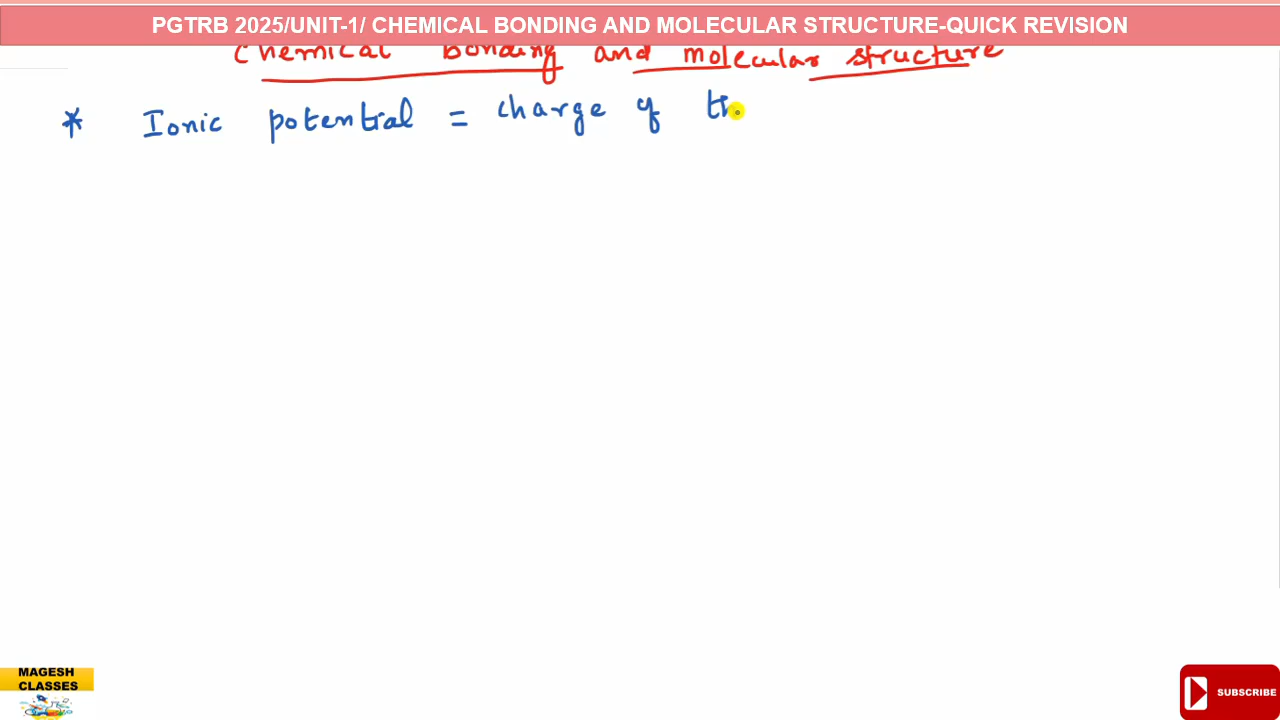 PGTRB 2025/UNIT-1/ CHEMICAL BONDING AND MOLECULAR STRUCTURE-QUICK REVISION
Chemical bonding and molecular structure
* Ionic potential = charge of th
MAGESH
CLASSES
SUBSCRIBE